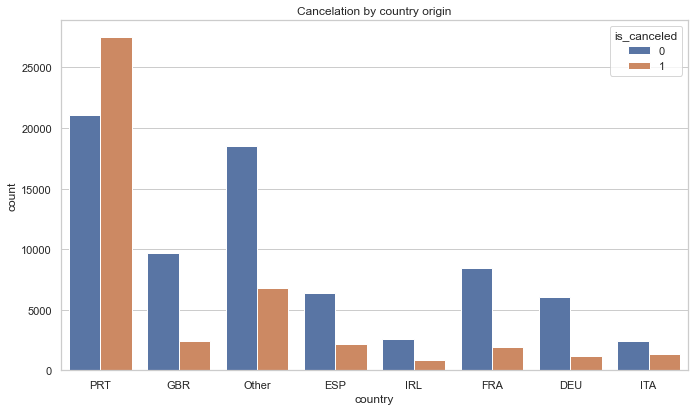 Cancelation by country origin
is_canceled
0
1
25000
20000
15000
10000
5000
0
count
PRT GBR Other ESP IRL FRA DEU ITA
country